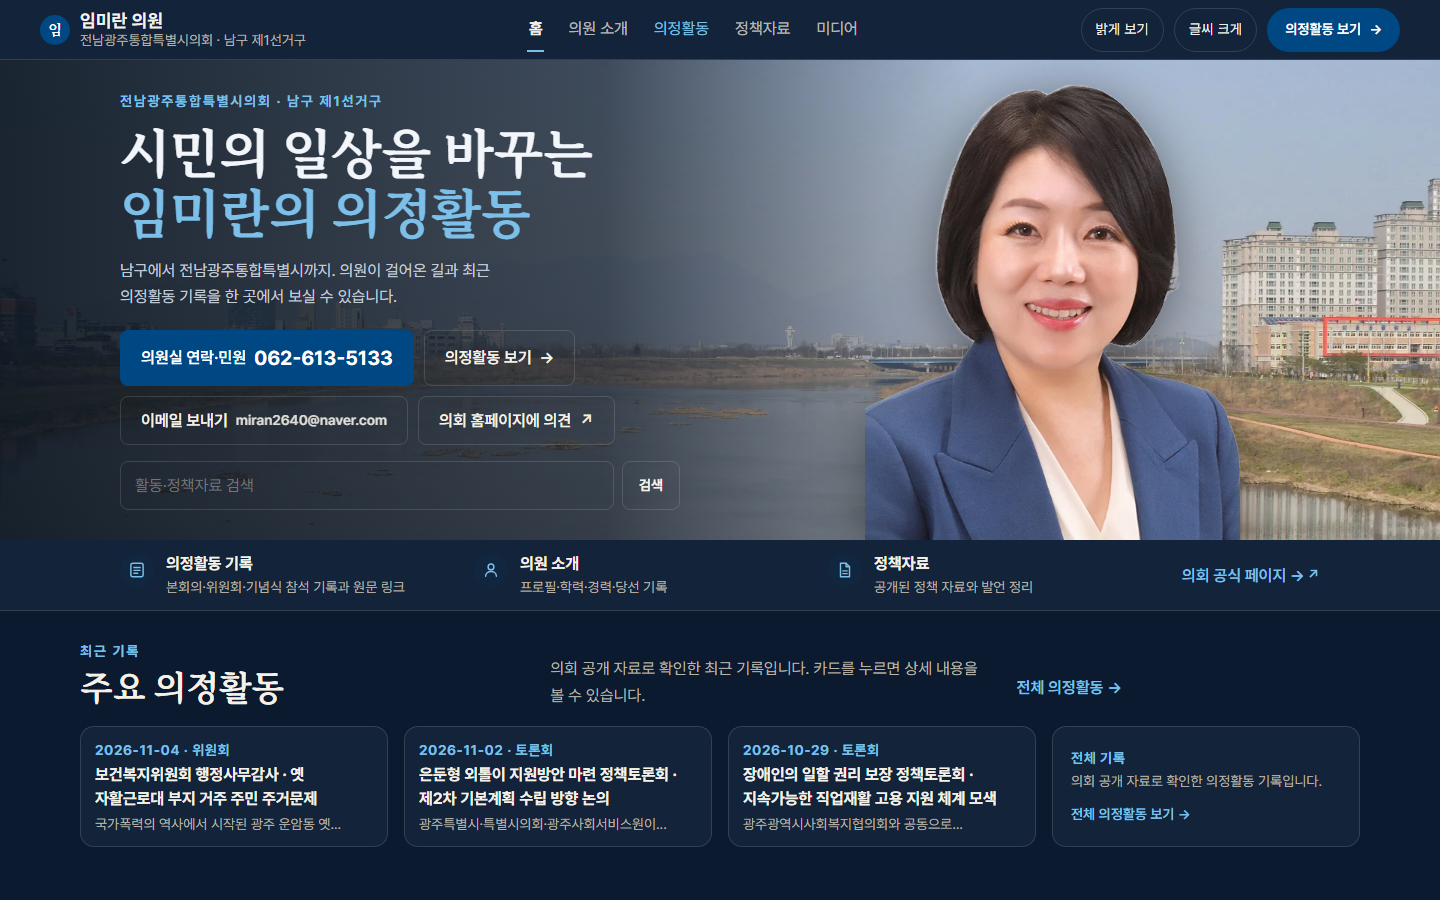 임
임미란 의원
전남광주통합특별시의회 · 남구 제1선거구
홈
의원 소개
의정활동
정책자료
미디어
밝게 보기
글씨 크게
의정활동 보기 →
전남광주통합특별시의회 · 남구 제1선거구
시민의 일상을 바꾸는
임미란의 의정활동
남구에서 전남광주통합특별시까지. 의원이 걸어온 길과 최근
의정활동 기록을 한 곳에서 보실 수 있습니다.
의원실 연락·민원 062-613-5133
의정활동 보기 →
이메일 보내기 miran2640@naver.com
의회 홈페이지에 의견 ↗
활동·정책자료 검색
검색
의정활동 기록
본회의·위원회·기념식 참석 기록과 원문 링크
의원 소개
프로필·학력·경력·당선 기록
정책자료
공개된 정책 자료와 발언 정리
의회 공식 페이지 → ↗
최근 기록
주요 의정활동
의회 공개 자료로 확인한 최근 기록입니다. 카드를 누르면 상세 내용을
볼 수 있습니다.
전체 의정활동 →
2026-11-04 · 위원회
보건복지위원회 행정사무감사 · 옛
자활근로대 부지 거주 주민 주거문제
국가폭력의 역사에서 시작된 광주 운암동 옛...
2026-11-02 · 토론회
은둔형 외톨이 지원방안 마련 정책토론회 ·
제2차 기본계획 수립 방향 논의
광주특별시·특별시의회·광주사회서비스원이...
2026-10-29 · 토론회
장애인의 일할 권리 보장 정책토론회 ·
지속가능한 직업재활 고용 지원 체계 모색
광주광역시사회복지협의회와 공동으로...
전체 기록
의회 공개 자료로 확인한 의정활동 기록입니다.
전체 의정활동 보기 →